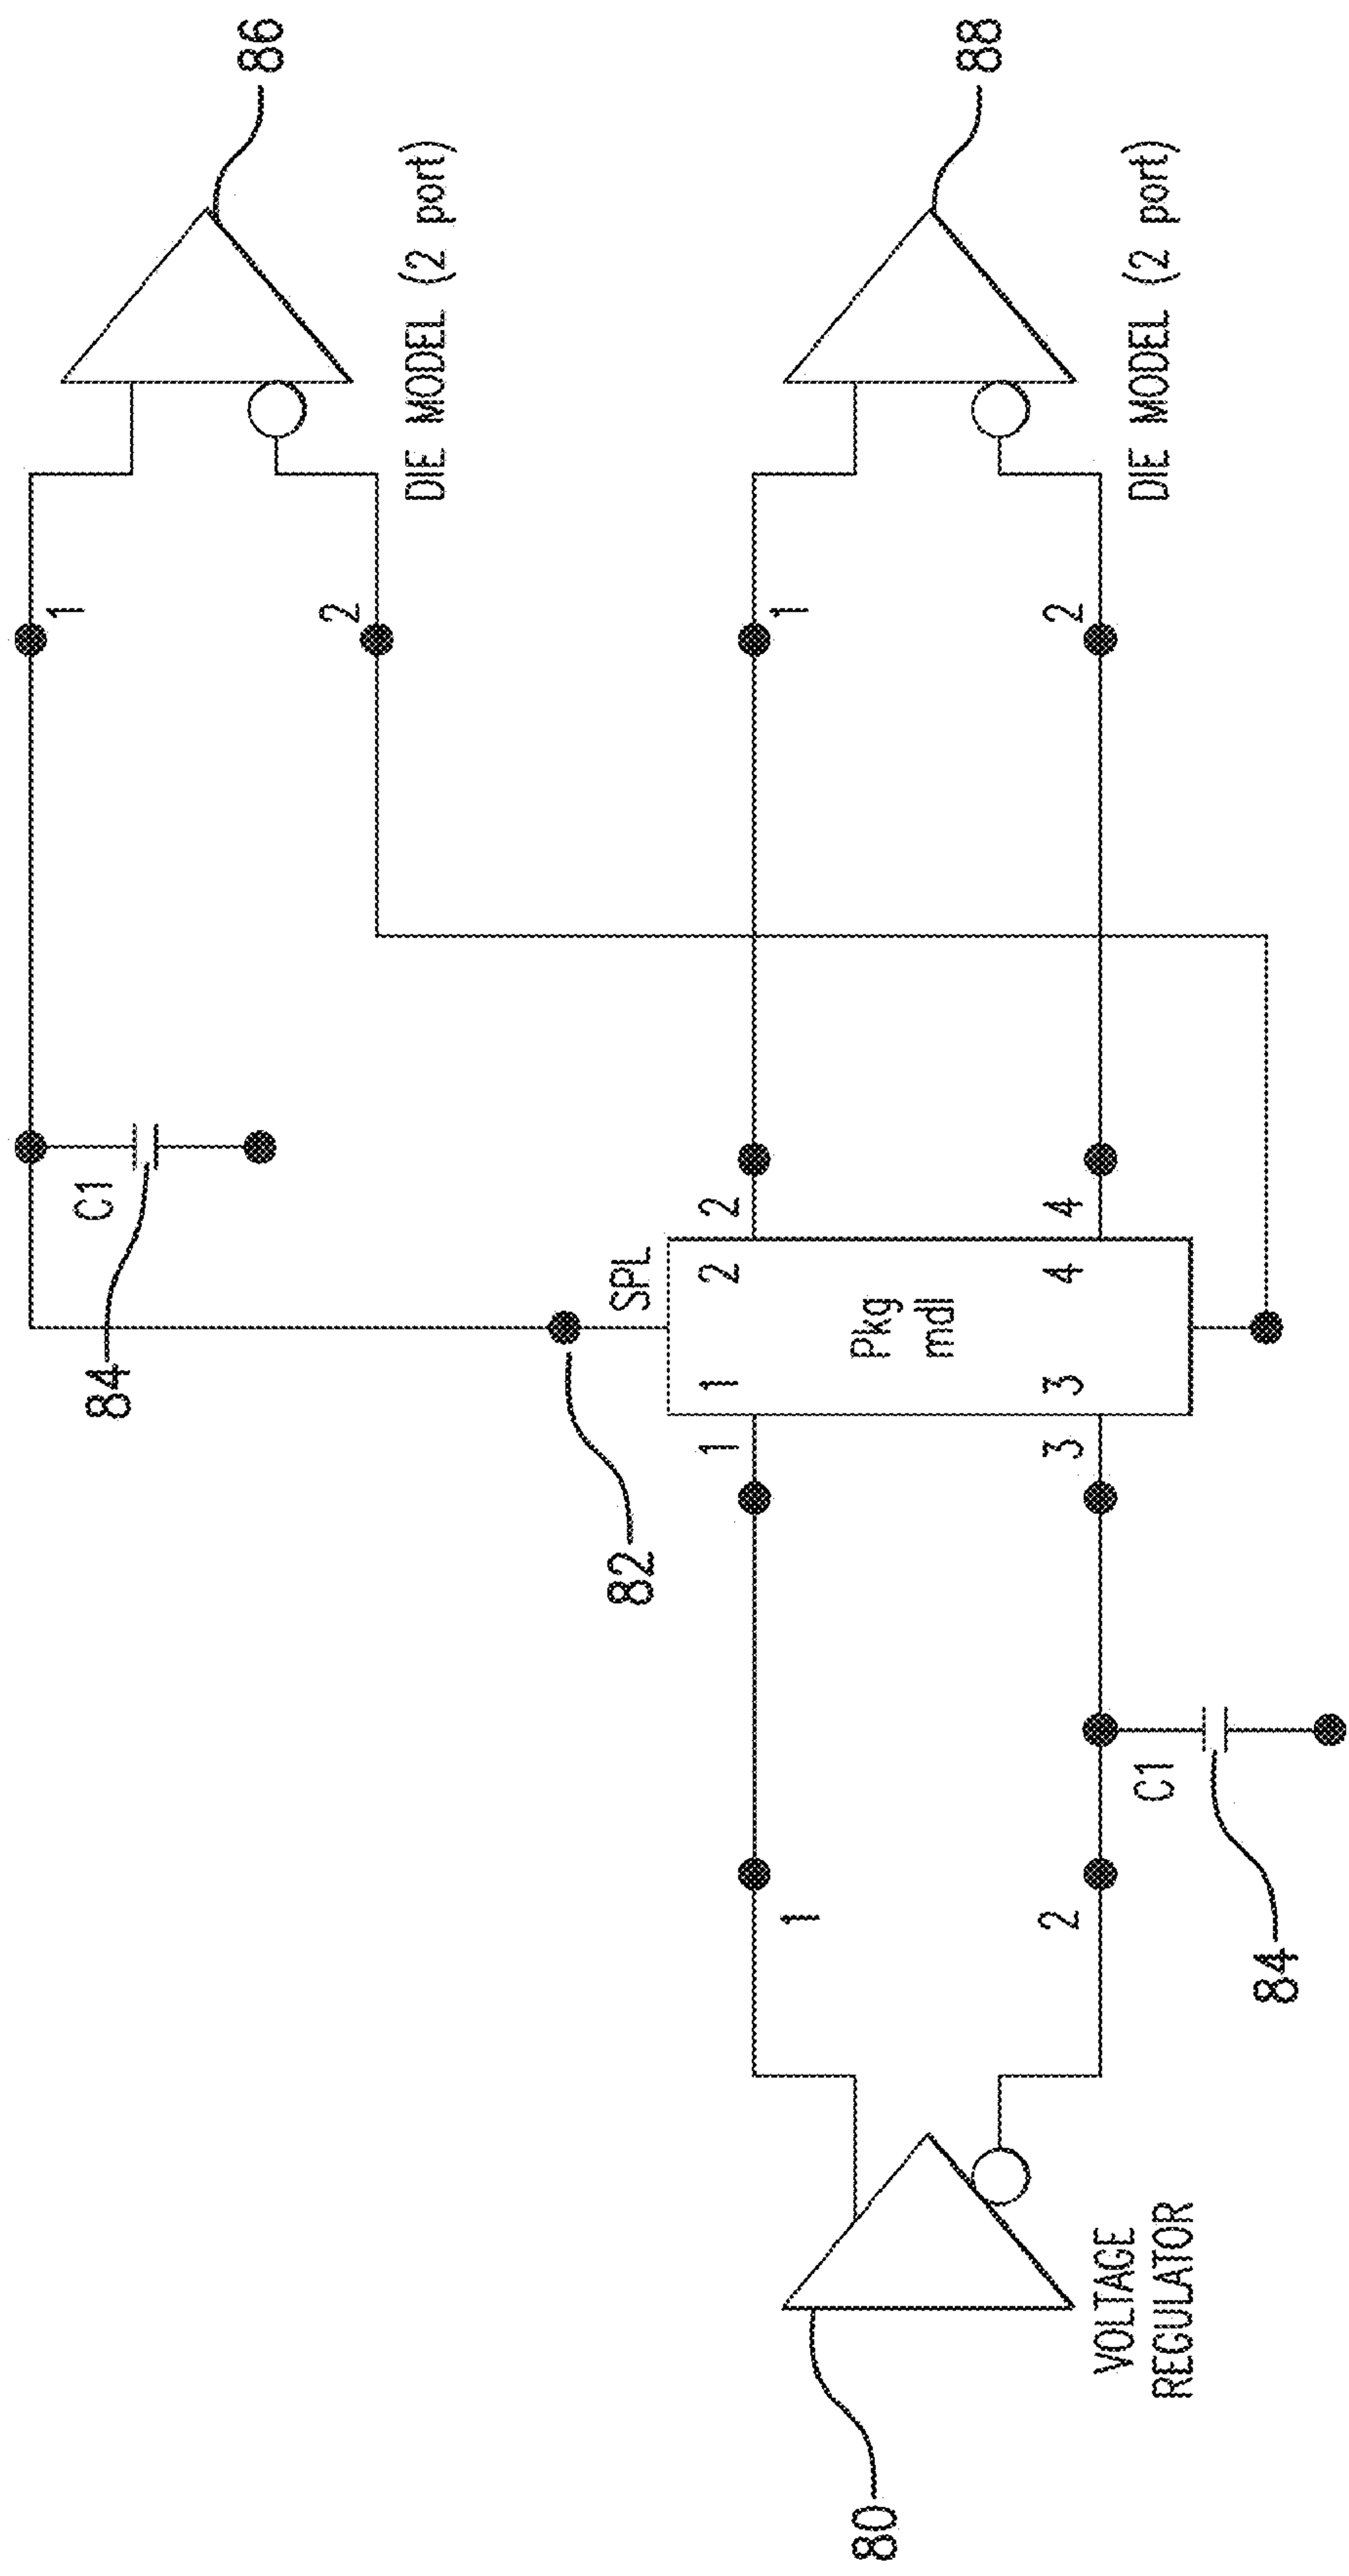 86
1
2
DIE MODEL (2 port)
C1
84
88
SPL
82
1
2
DIE MODEL (2 port)
1
1
1
2
2
Pkg
mdl
2
3
3
4
4
C1
84
VOLTAGE
REGULATOR
80